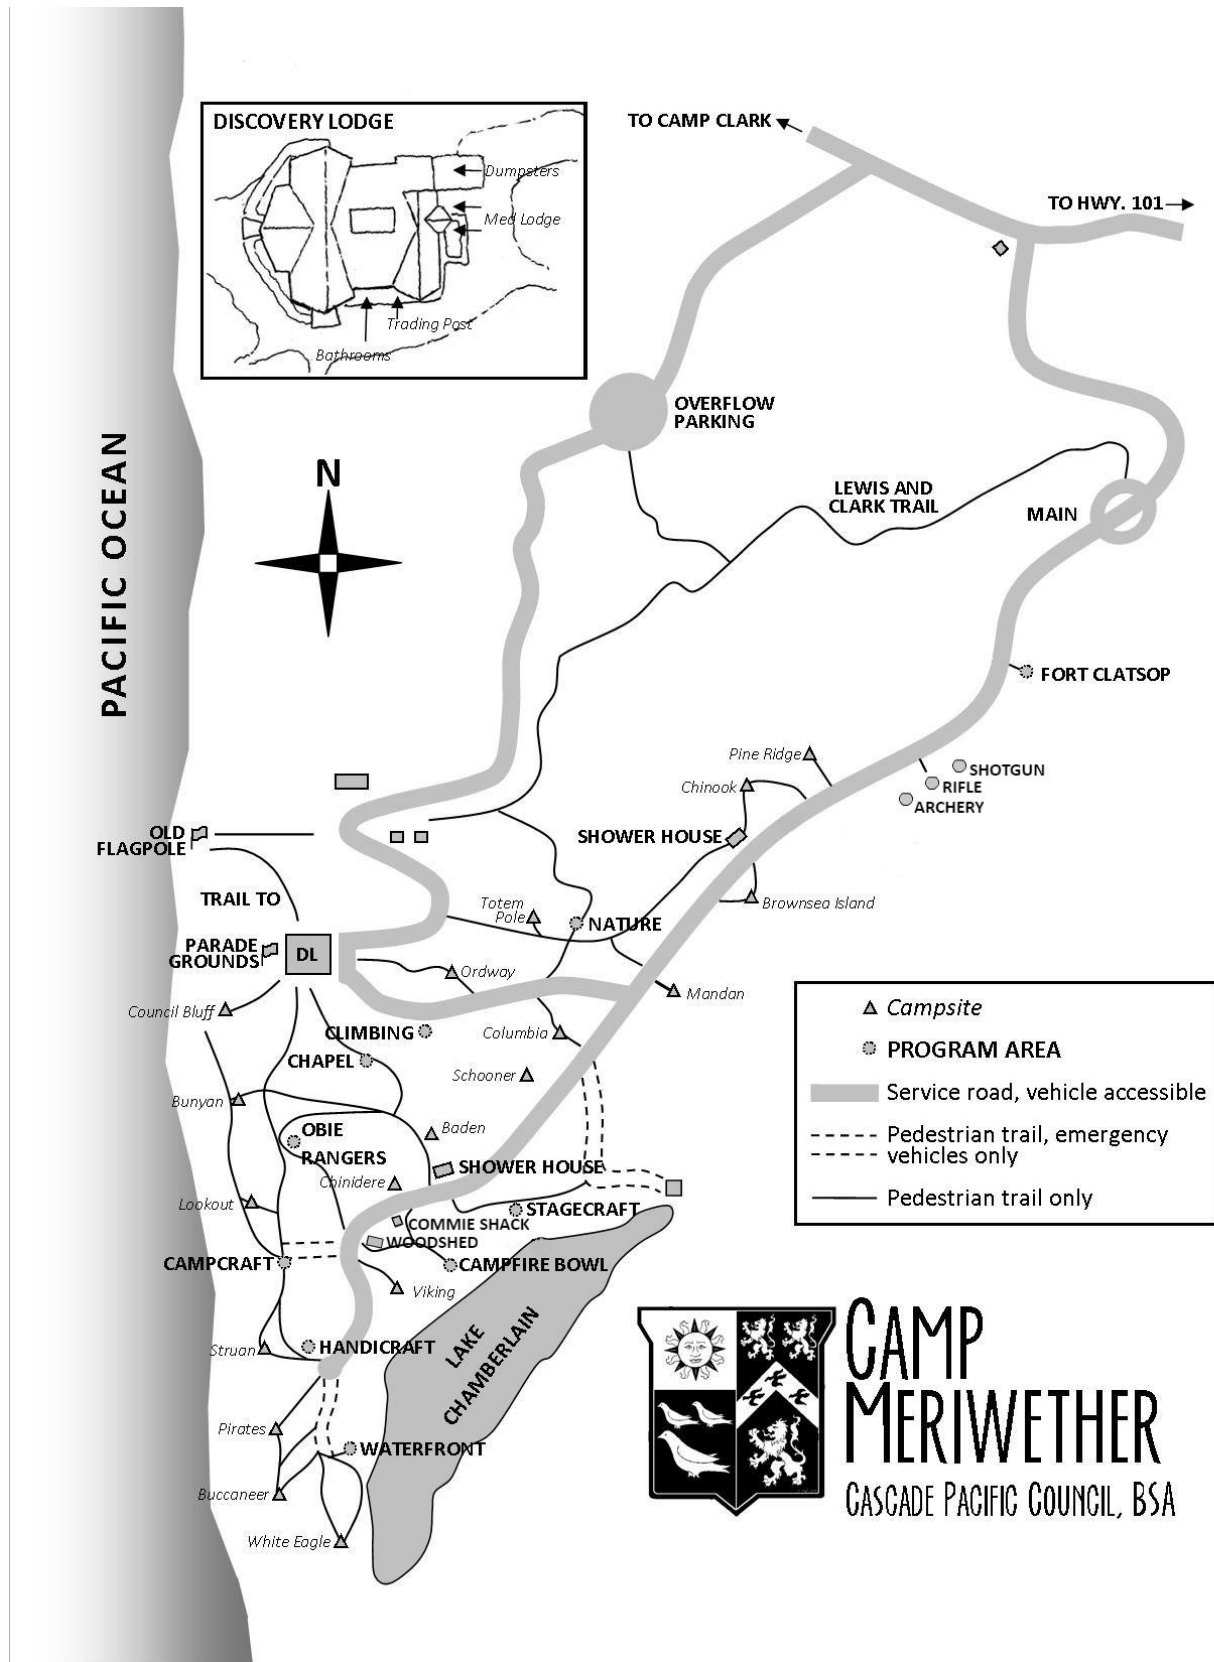 DISCOVERY LODGE
Dumpsters
Med Lodge
Trading Post
Bathrooms
TO CAMP CLARK
TO HWY. 101
OVERFLOW
PARKING
N
LEWIS AND
CLARK TRAIL
MAIN
PACIFIC OCEAN
FORT CLATSOP
Pine Ridge
SHOTGUN
Chinook
RIFLE
ARCHERY
OLD
FLAGPOLE
SHOWER HOUSE
TRAIL TO
Totem
Pole
NATURE
Brownsea Island
PARADE
GROUNDS
DL
Ordway
Mandan
Council Bluff
CLIMBING
Columbia
CHAPEL
Schooner
Bunyan
OBIE
RANGERS
Baden
SHOWER HOUSE
Chinidere
Lookout
STAGECRAFT
COMMIE SHACK
WOODSHED
CAMPCRAFT
CAMPFIRE BOWL
Viking
Struan
HANDICRAFT
LAKE
CHAMBERLAIN
Pirates
WATERFRONT
Buccaneer
White Eagle
Campsite
PROGRAM AREA
Service road, vehicle accessible
Pedestrian trail, emergency
vehicles only
Pedestrian trail only
CAMP
MERIWETHER
CASCADE PACIFIC COUNCIL, BSA